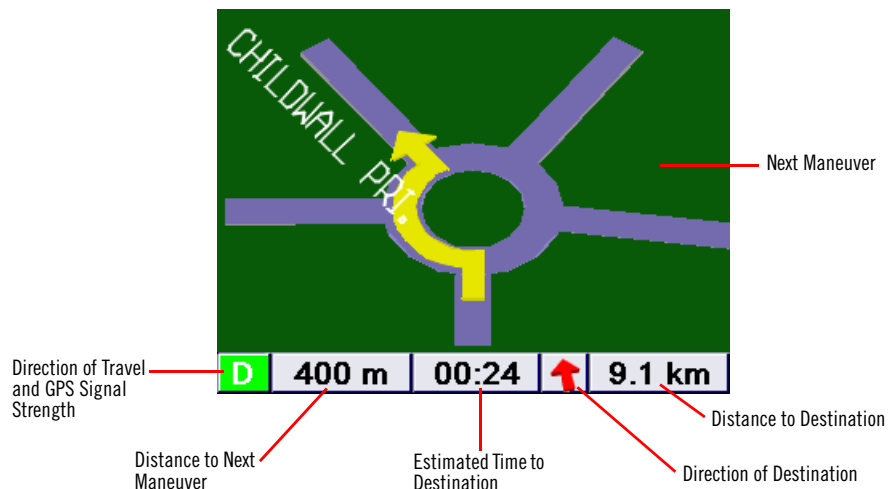 CHILDWALL PRI.
Next Maneuver
D
400 m
00:24
9.1 km
Direction of Travel
and GPS Signal
Strength
Distance to Next
Maneuver
Estimated Time to
Destination
Direction of Destination
Distance to Destination